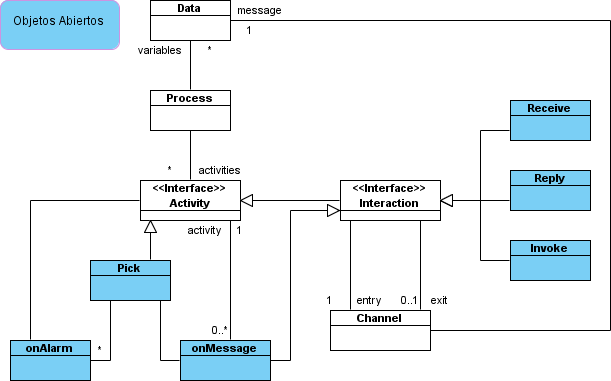 Objetos Abiertos
Data
message
1
variables
*
Process
*
activities
<<Interface>>
Activity
<<Interface>>
Interaction
Receive
Reply
Invoke
activity
1
Pick
0..*
1
entry
0..1
exit
Channel
onAlarm
*
onMessage